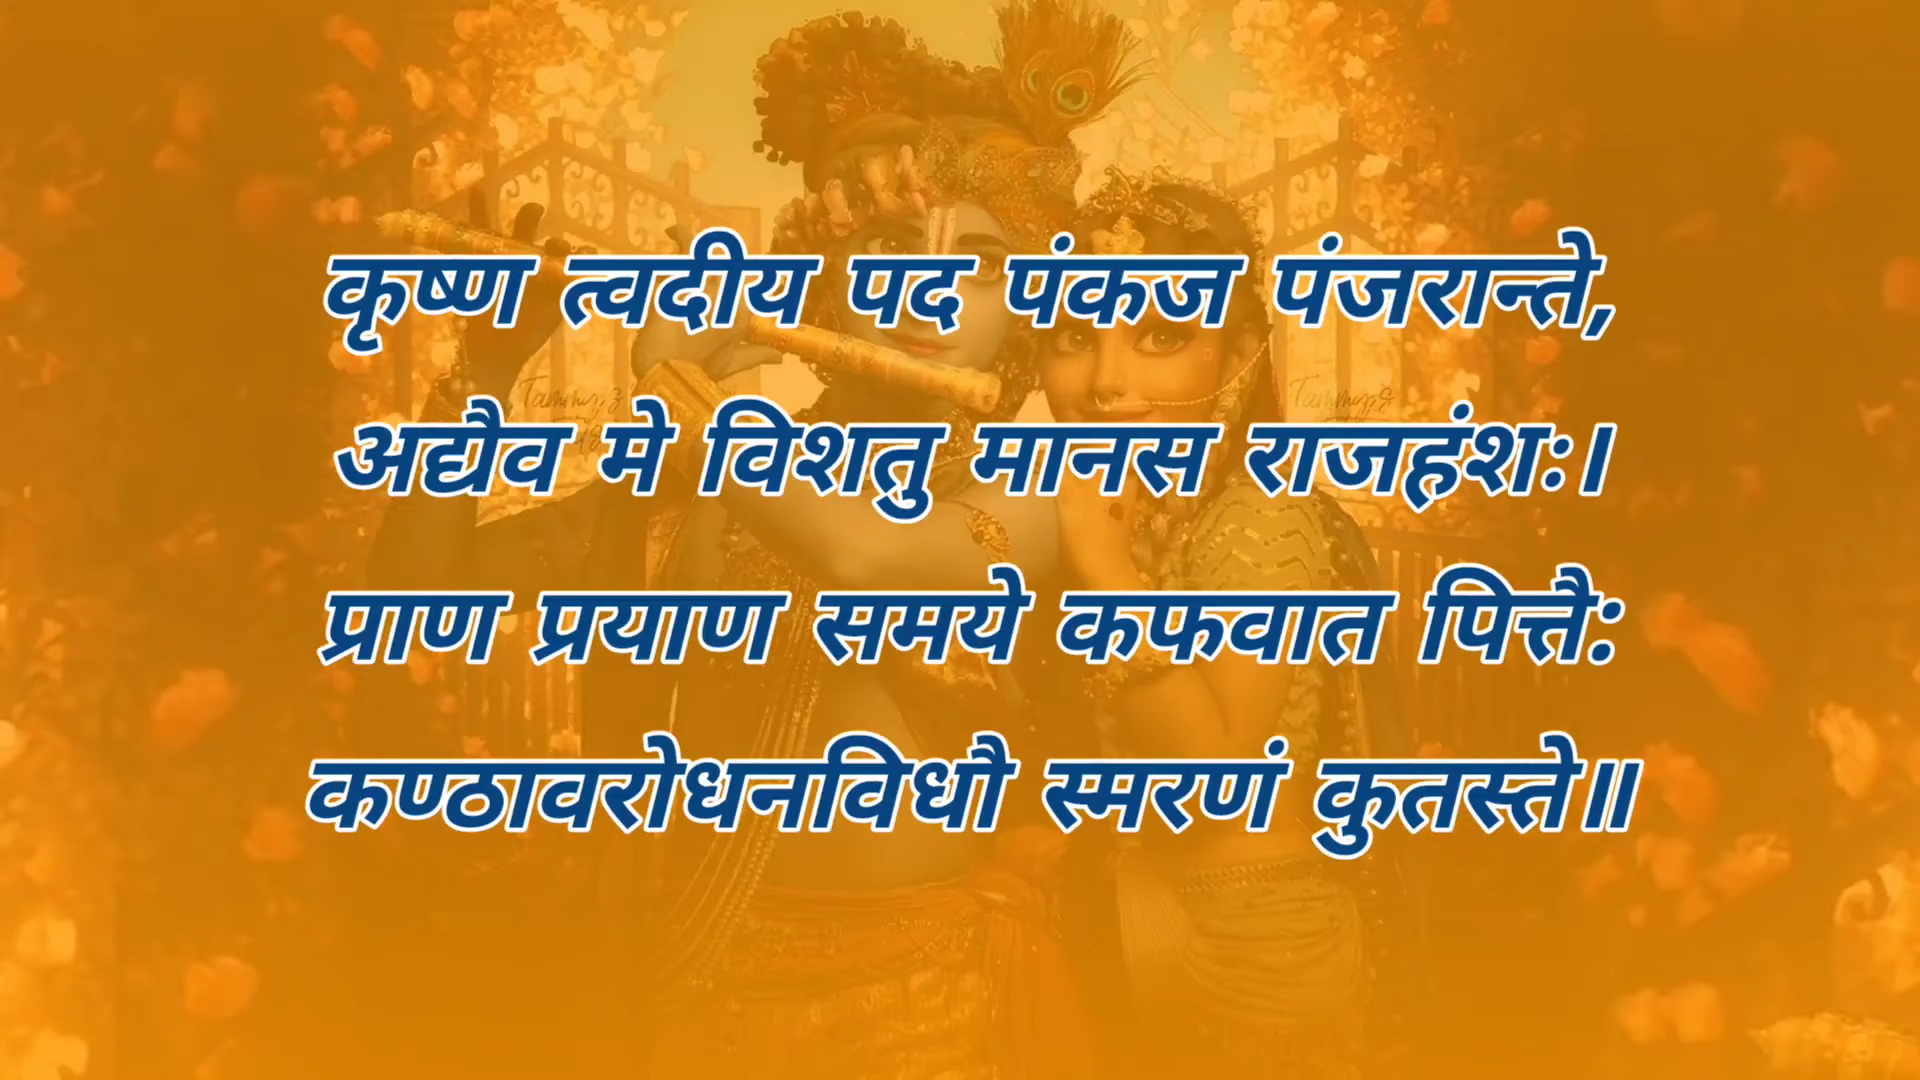 कृष्ण त्वदीय पद पंकज पंजरान्ते,
अद्यैव मे विशतु मानस राजहंशः।
प्राण प्रयाण समये कफवात पित्तै:
कण्ठावरोधनविधौ स्मरणं कुतस्ते॥